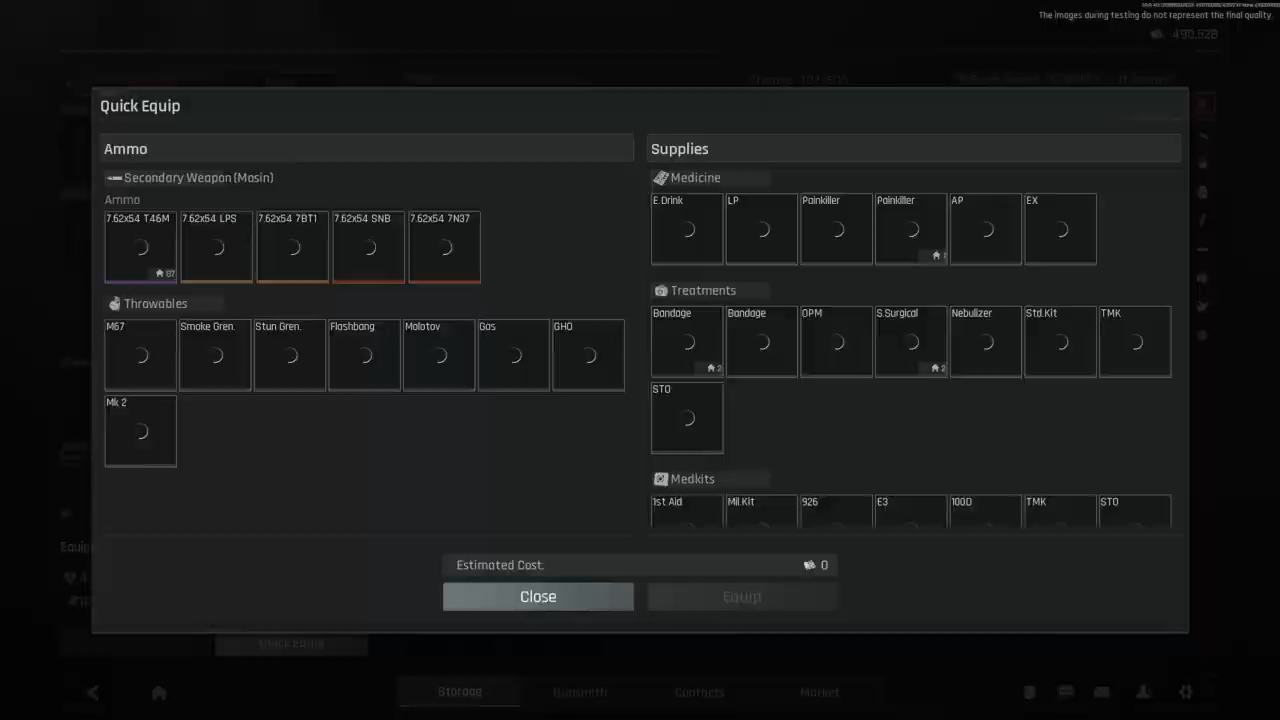 The images during testing do not represent the final quality
490,528
Quick Equip
Ammo
Secondary Weapon (Mosin)
Ammo
7.62x54 T46M
7.62x54 LPS
7.62x54 7BT1
7.62x54 SNB
7.62x54 7N37
Throwables
M67
Smoke Gren.
Stun Gren.
Flashbang
Molotov
Gas
Mk 2
Supplies
Medicine
E.Drink
LP
Painkiller
Painkiller
AP
EX
Treatments
Bandage
Bandage
OPM
S.Surgical
Nebulizer
Std.Kit
TMK
2
2
STO
Medkits
1st Aid
Mil.Kit
926
E3
100D
TMK
STO
Estimated Cost:
0
Close
Equip
Quick Equip
Storage
Gunsmith
Contacts
Market